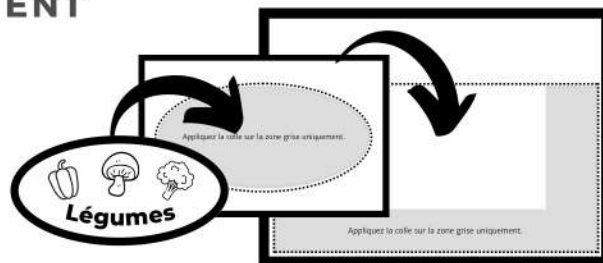 ENT
Appliquez la colle sur la zone grise uniquement.
Légumes
Appliquez la colle sur la zone grise uniquement.